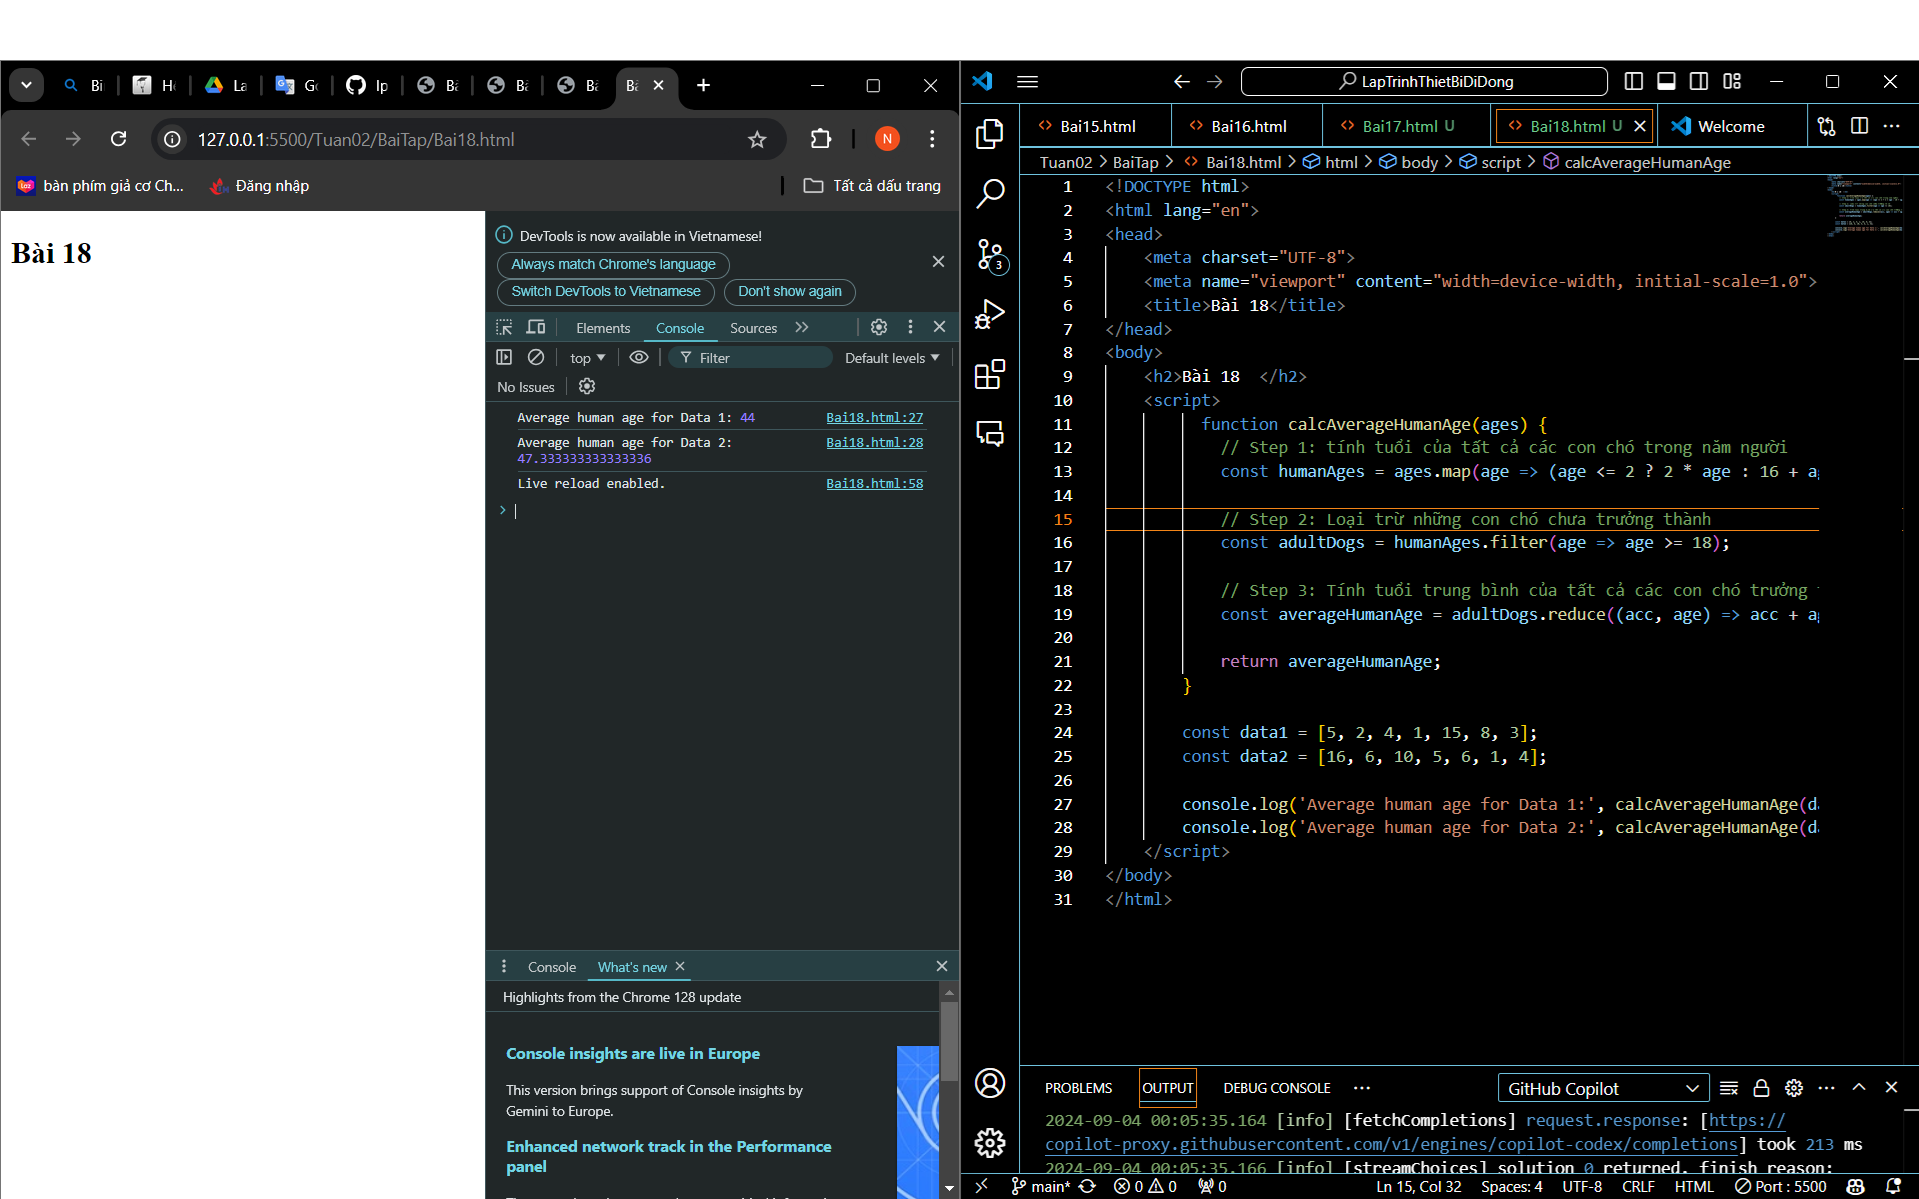 Bi
H
La
G
Ip
Bà
Bà
Bà
Bà
127.0.0.1:5500/Tuan02/BaiTap/Bai18.html
N
bàn phím giả cơ Ch...
Đăng nhập
Tất cả dấu trang
Bài 18
DevTools is now available in Vietnamese!
Always match Chrome's language
Switch DevTools to Vietnamese
Don't show again
Elements
Console
Sources
top
Filter
Default levels
No Issues
Average human age for Data 1: 44
Bai18.html:27
Average human age for Data 2:
Bai18.html:28
47.333333333333336
Live reload enabled.
Bai18.html:58
Console
What's new
Highlights from the Chrome 128 update
Console insights are live in Europe
This version brings support of Console insights by
Gemini to Europe.
Enhanced network track in the Performance
panel
LapTrinhThietBiDiDong
Bai15.html
Bai16.html
Bai17.html U
Bai18.html U
Welcome
Tuan02 > BaiTap > Bai18.html > html > body > script > calcAverageHumanAge
3
1 <!DOCTYPE html>
2 <html lang="en">
3 <head>
4 <meta charset="UTF-8">
5 <meta name="viewport" content="width=device-width, initial-scale=1.0">
6 <title>Bài 18</title>
7 </head>
8 <body>
9 <h2>Bài 18  </h2>
10 <script>
11 function calcAverageHumanAge(ages) {
12 // Step 1: tính tuổi của tất cả các con chó trong năm người
13 const humanAges = ages.map(age => (age <= 2 ? 2 * age : 16 + ag
14
15 // Step 2: Loại trừ những con chó chưa trưởng thành
16 const adultDogs = humanAges.filter(age => age >= 18);
17
18 // Step 3: Tính tuổi trung bình của tất cả các con chó trưởng t
19 const averageHumanAge = adultDogs.reduce((acc, age) => acc + ag
20
21 return averageHumanAge;
22 }
23
24 const data1 = [5, 2, 4, 1, 15, 8, 3];
25 const data2 = [16, 6, 10, 5, 6, 1, 4];
26
27 console.log('Average human age for Data 1:', calcAverageHumanAge(da
28 console.log('Average human age for Data 2:', calcAverageHumanAge(da
29 </script>
30 </body>
31 </html>
PROBLEMS
OUTPUT
DEBUG CONSOLE
GitHub Copilot
2024-09-04 00:05:35.164 [info] [fetchCompletions] request.response: [https://
copilot-proxy.githubusercontent.com/v1/engines/copilot-codex/completions] took 213 ms
2024-09-04 00:05:35.166 [info] [streamChoices] solution 0 returned. finish reason:
main*
0
0
0
Ln 15, Col 32
Spaces: 4
UTF-8
CRLF
HTML
Port : 5500